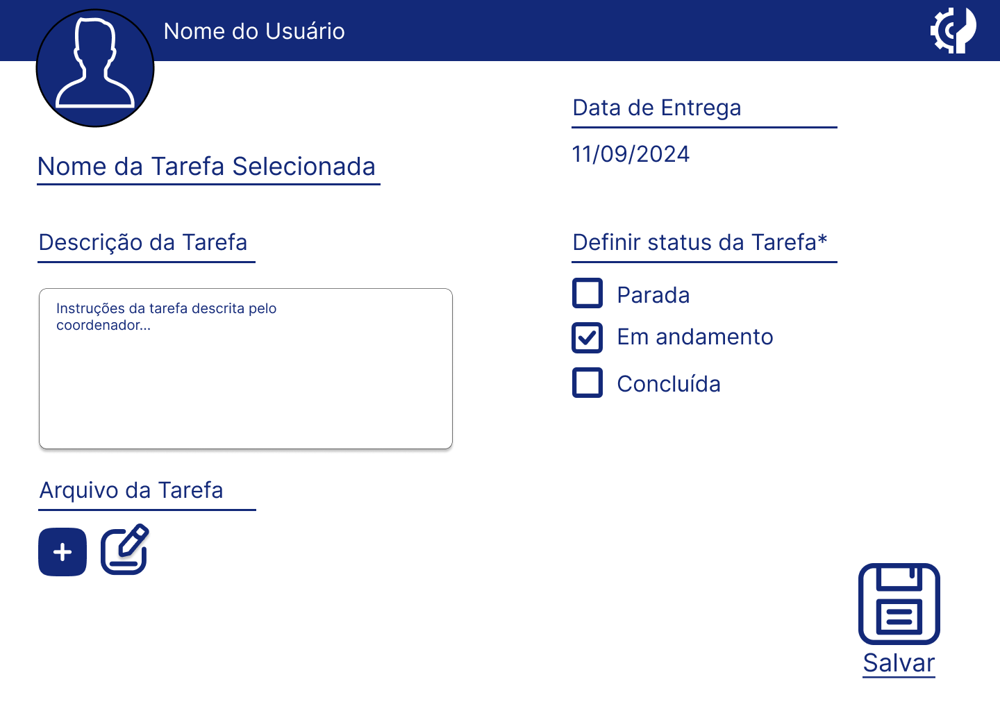 Nome do Usuário
Nome da Tarefa Selecionada
Descrição da Tarefa
Instruções da tarefa descrita pelo
coordenador...
Arquivo da Tarefa
Data de Entrega
11/09/2024
Definir status da Tarefa*
Parada
Em andamento
Concluída
Salvar